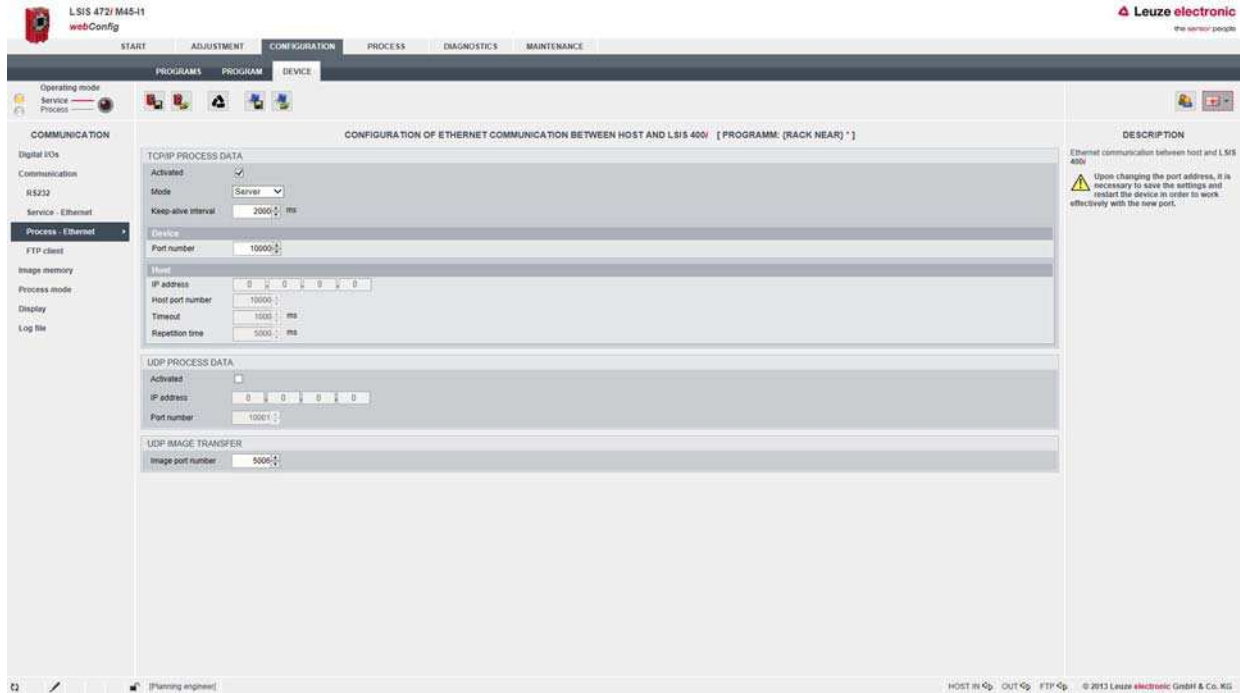 LSIS 472i M45-I1
webConfig
Leuze electronic
the sensor people
START ADJUSTMENT CONFIGURATION PROCESS DIAGNOSTICS MAINTENANCE
PROGRAMS PROGRAM DEVICE
Operating mode
Service
Process
COMMUNICATION
Digital I/Os
Communication
RS232
Service - Ethernet
Process - Ethernet
FTP client
Image memory
Process mode
Display
Log file
CONFIGURATION OF ETHERNET COMMUNICATION BETWEEN HOST AND LSIS 400i [ PROGRAMM: (RACK NEAR) * ]
TCP/IP PROCESS DATA
Activated
Mode Server
Keep-alive interval 2000 ms
Device
Port number 10000
Host
IP address 0 . 0 . 0 . 0
Host port number 10000
Timeout 1000 ms
Repetition time 5000 ms
UDP PROCESS DATA
Activated
IP address 0 . 0 . 0 . 0
Port number 10001
UDP IMAGE TRANSFER
Image port number 5006
DESCRIPTION
Ethernet communication between host and LSIS
400i
Upon changing the port address, it is
necessary to save the settings and
restart the device in order to work
effectively with the new port.
[Planning engineer]
HOST IN OUT FTP © 2013 Leuze electronic GmbH & Co. KG